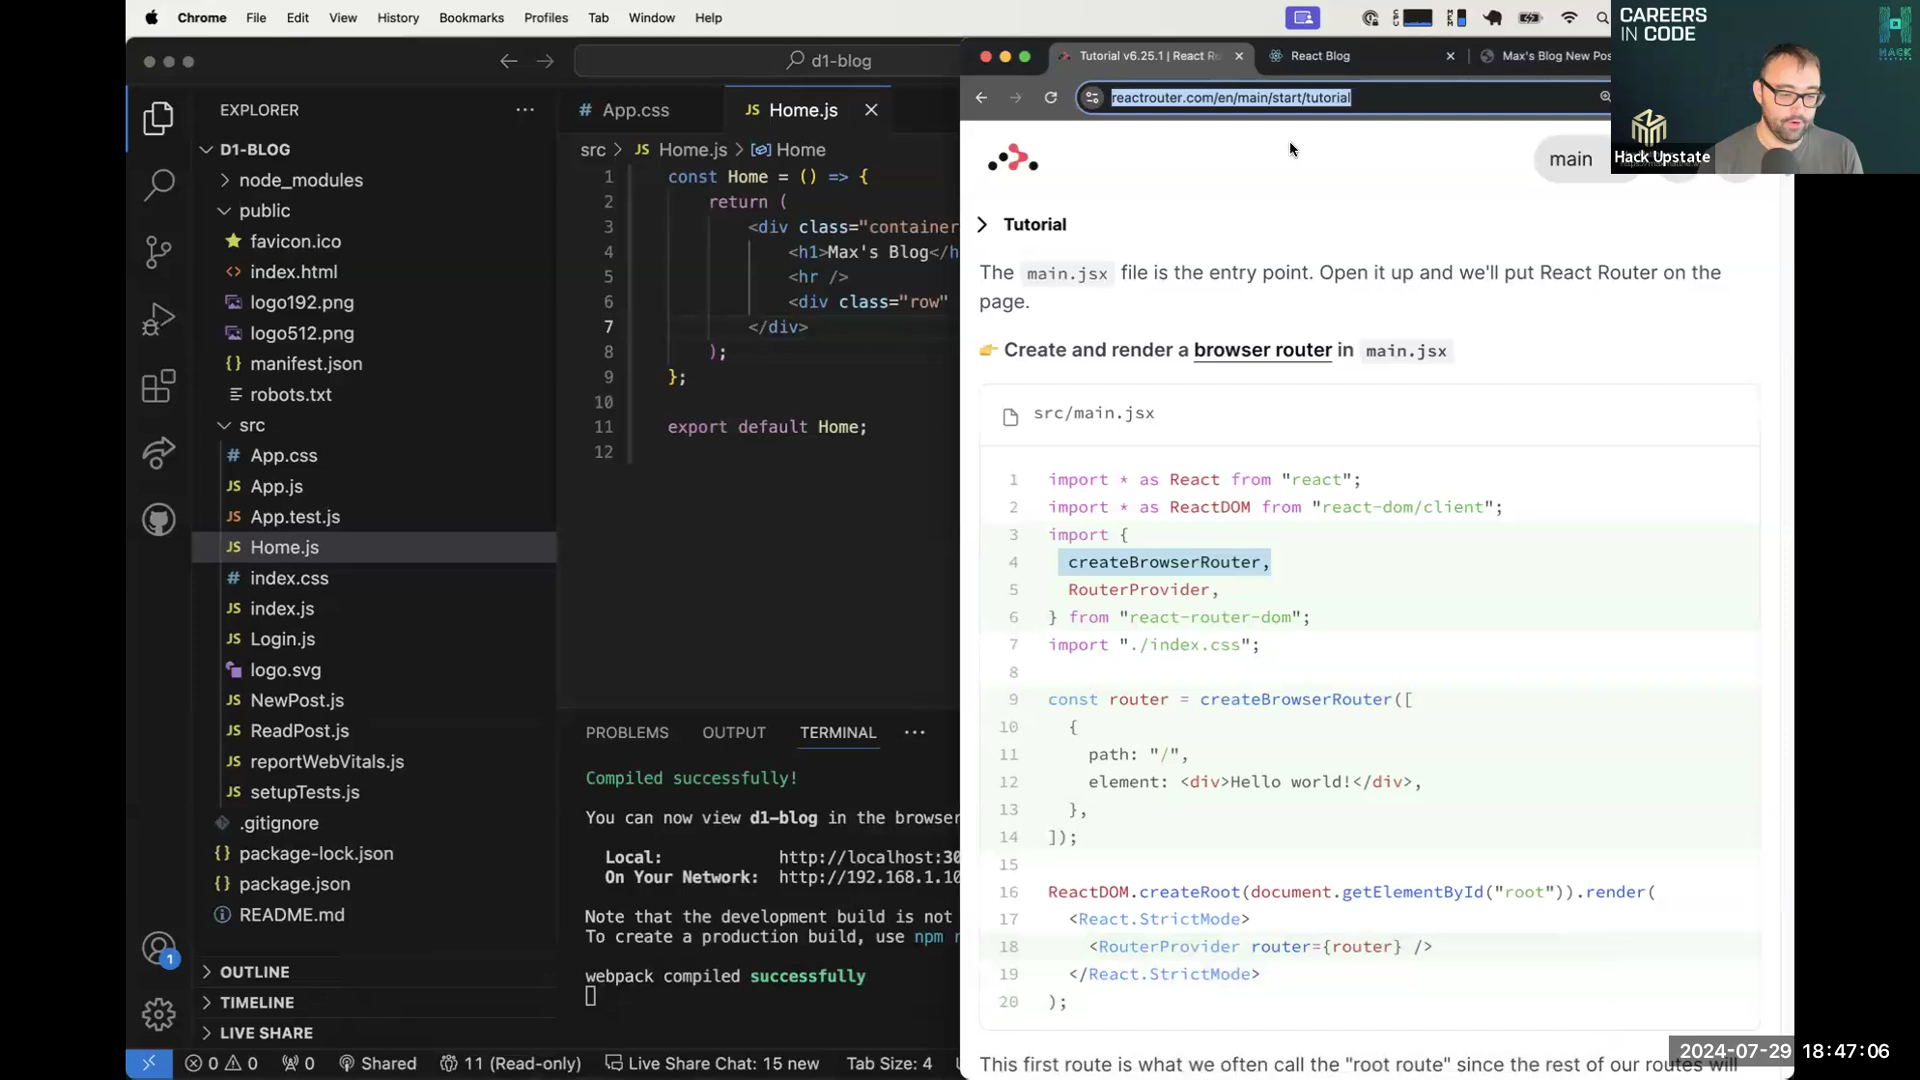 Chrome File Edit View History Bookmarks Profiles Tab Window Help
d1-blog
EXPLORER
D1-BLOG
node_modules
public
favicon.ico
index.html
logo192.png
logo512.png
manifest.json
robots.txt
src
App.css
App.js
App.test.js
Home.js
index.css
index.js
Login.js
logo.svg
NewPost.js
ReadPost.js
reportWebVitals.js
setupTests.js
.gitignore
package-lock.json
package.json
README.md
OUTLINE
TIMELINE
LIVE SHARE
App.css
Home.js
src > Home.js > Home
1 const Home = () => {
2 return (
3 <div class="container
4 <h1>Max's Blog</h
5 <hr />
6 <div class="row"
7 </div>
8 );
9 };
10
11 export default Home;
12
PROBLEMS OUTPUT TERMINAL
Compiled successfully!
You can now view d1-blog in the browser
Local: http://localhost:30
On Your Network: http://192.168.1.10
Note that the development build is not
To create a production build, use npm r
webpack compiled successfully
1
0 0 0 Shared 11 (Read-only) Live Share Chat: 15 new Tab Size: 4
Tutorial v6.25.1 | React Ro
React Blog
Max's Blog New Pos
reactrouter.com/en/main/start/tutorial
main
Tutorial
The main.jsx file is the entry point. Open it up and we'll put React Router on the
page.
👉 Create and render a browser router in main.jsx
src/main.jsx
1 import * as React from "react";
2 import * as ReactDOM from "react-dom/client";
3 import {
4 createBrowserRouter,
5 RouterProvider,
6 } from "react-router-dom";
7 import "./index.css";
8
9 const router = createBrowserRouter([
10 {
11 path: "/",
12 element: <div>Hello world!</div>,
13 },
14 ]);
15
16 ReactDOM.createRoot(document.getElementById("root")).render(
17 <React.StrictMode>
18 <RouterProvider router={router} />
19 </React.StrictMode>
20 );
This first route is what we often call the "root route" since the rest of our routes will
CAREERS
IN CODE
HACK
UPSTATE
Hack Upstate
2024-07-29 18:47:06